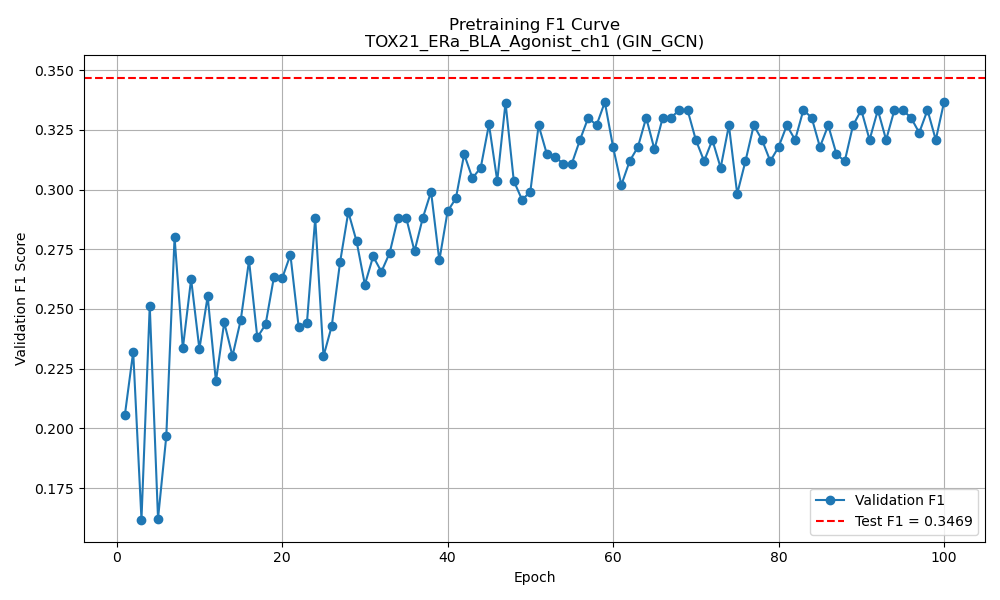 Pretraining F1 Curve
TOX21_ERa_BLA_Agonist_ch1 (GIN_GCN)
Validation F1 Score
0.350
0.325
0.300
0.275
0.250
0.225
0.200
0.175
0
20
40
60
80
100
Epoch
Validation F1
Test F1 = 0.3469